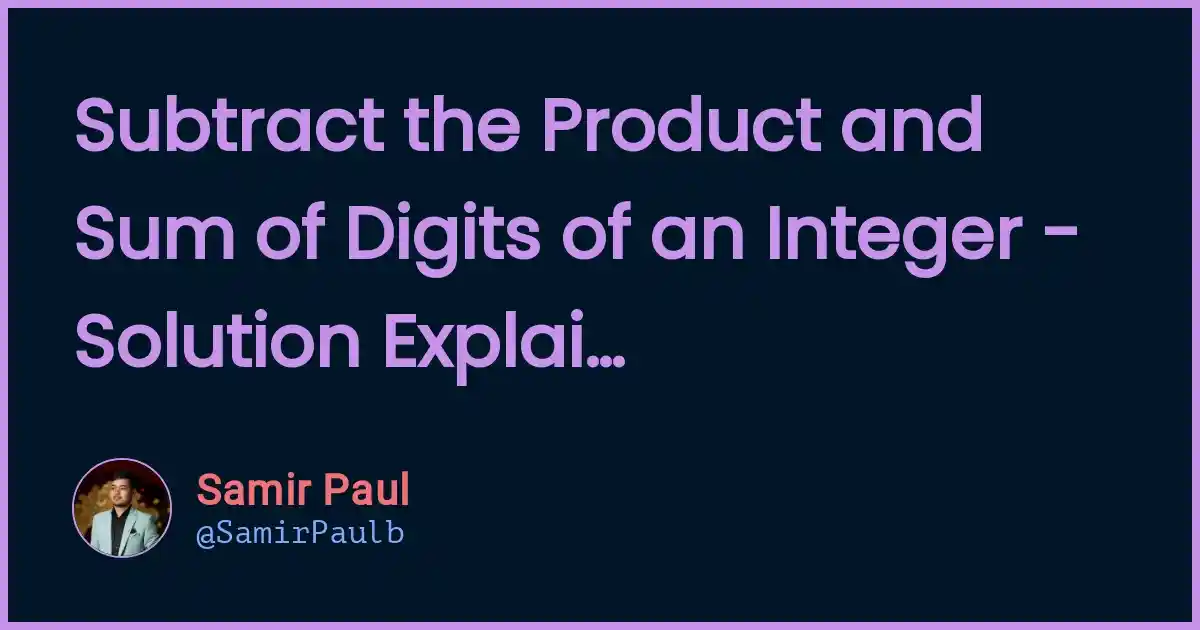 Subtract the Product and
Sum of Digits of an Integer -
Solution Explai...
Samir Paul
@SamirPaulb